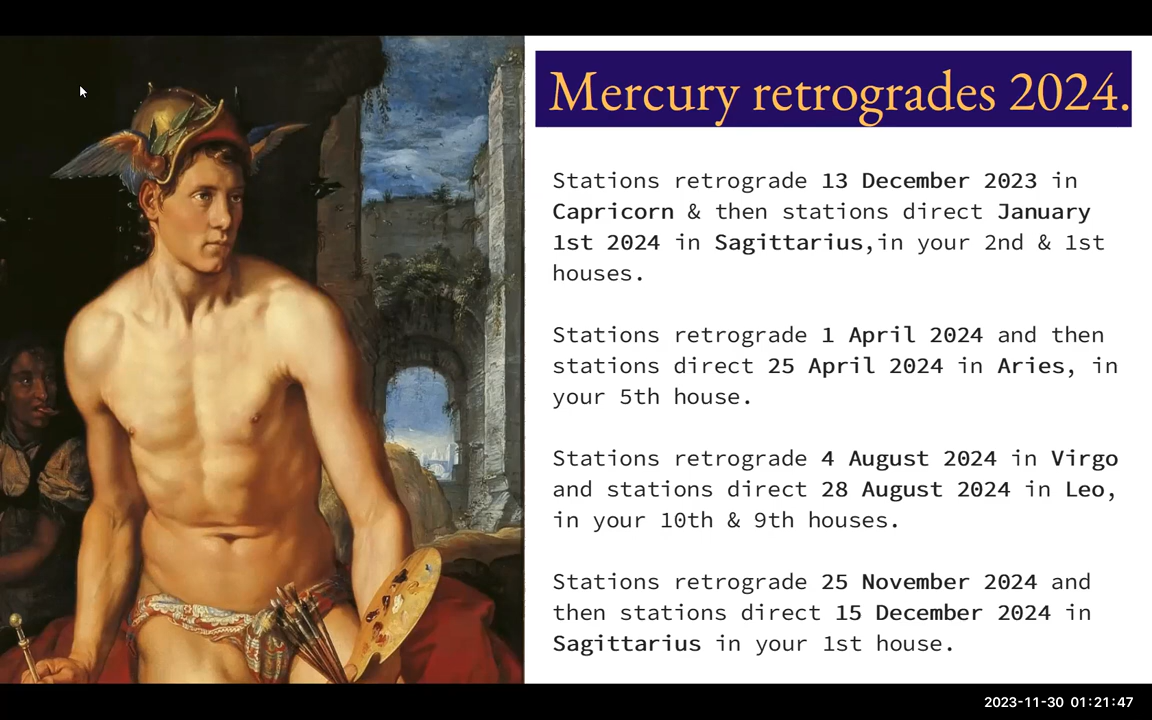 Mercury retrogrades 2024.
Stations retrograde 13 December 2023 in
Capricorn & then stations direct January
1st 2024 in Sagittarius,in your 2nd & 1st
houses.
Stations retrograde 1 April 2024 and then
stations direct 25 April 2024 in Aries, in
your 5th house.
Stations retrograde 4 August 2024 in Virgo
and stations direct 28 August 2024 in Leo,
in your 10th & 9th houses.
Stations retrograde 25 November 2024 and
then stations direct 15 December 2024 in
Sagittarius in your 1st house.
2023-11-30 01:21:47